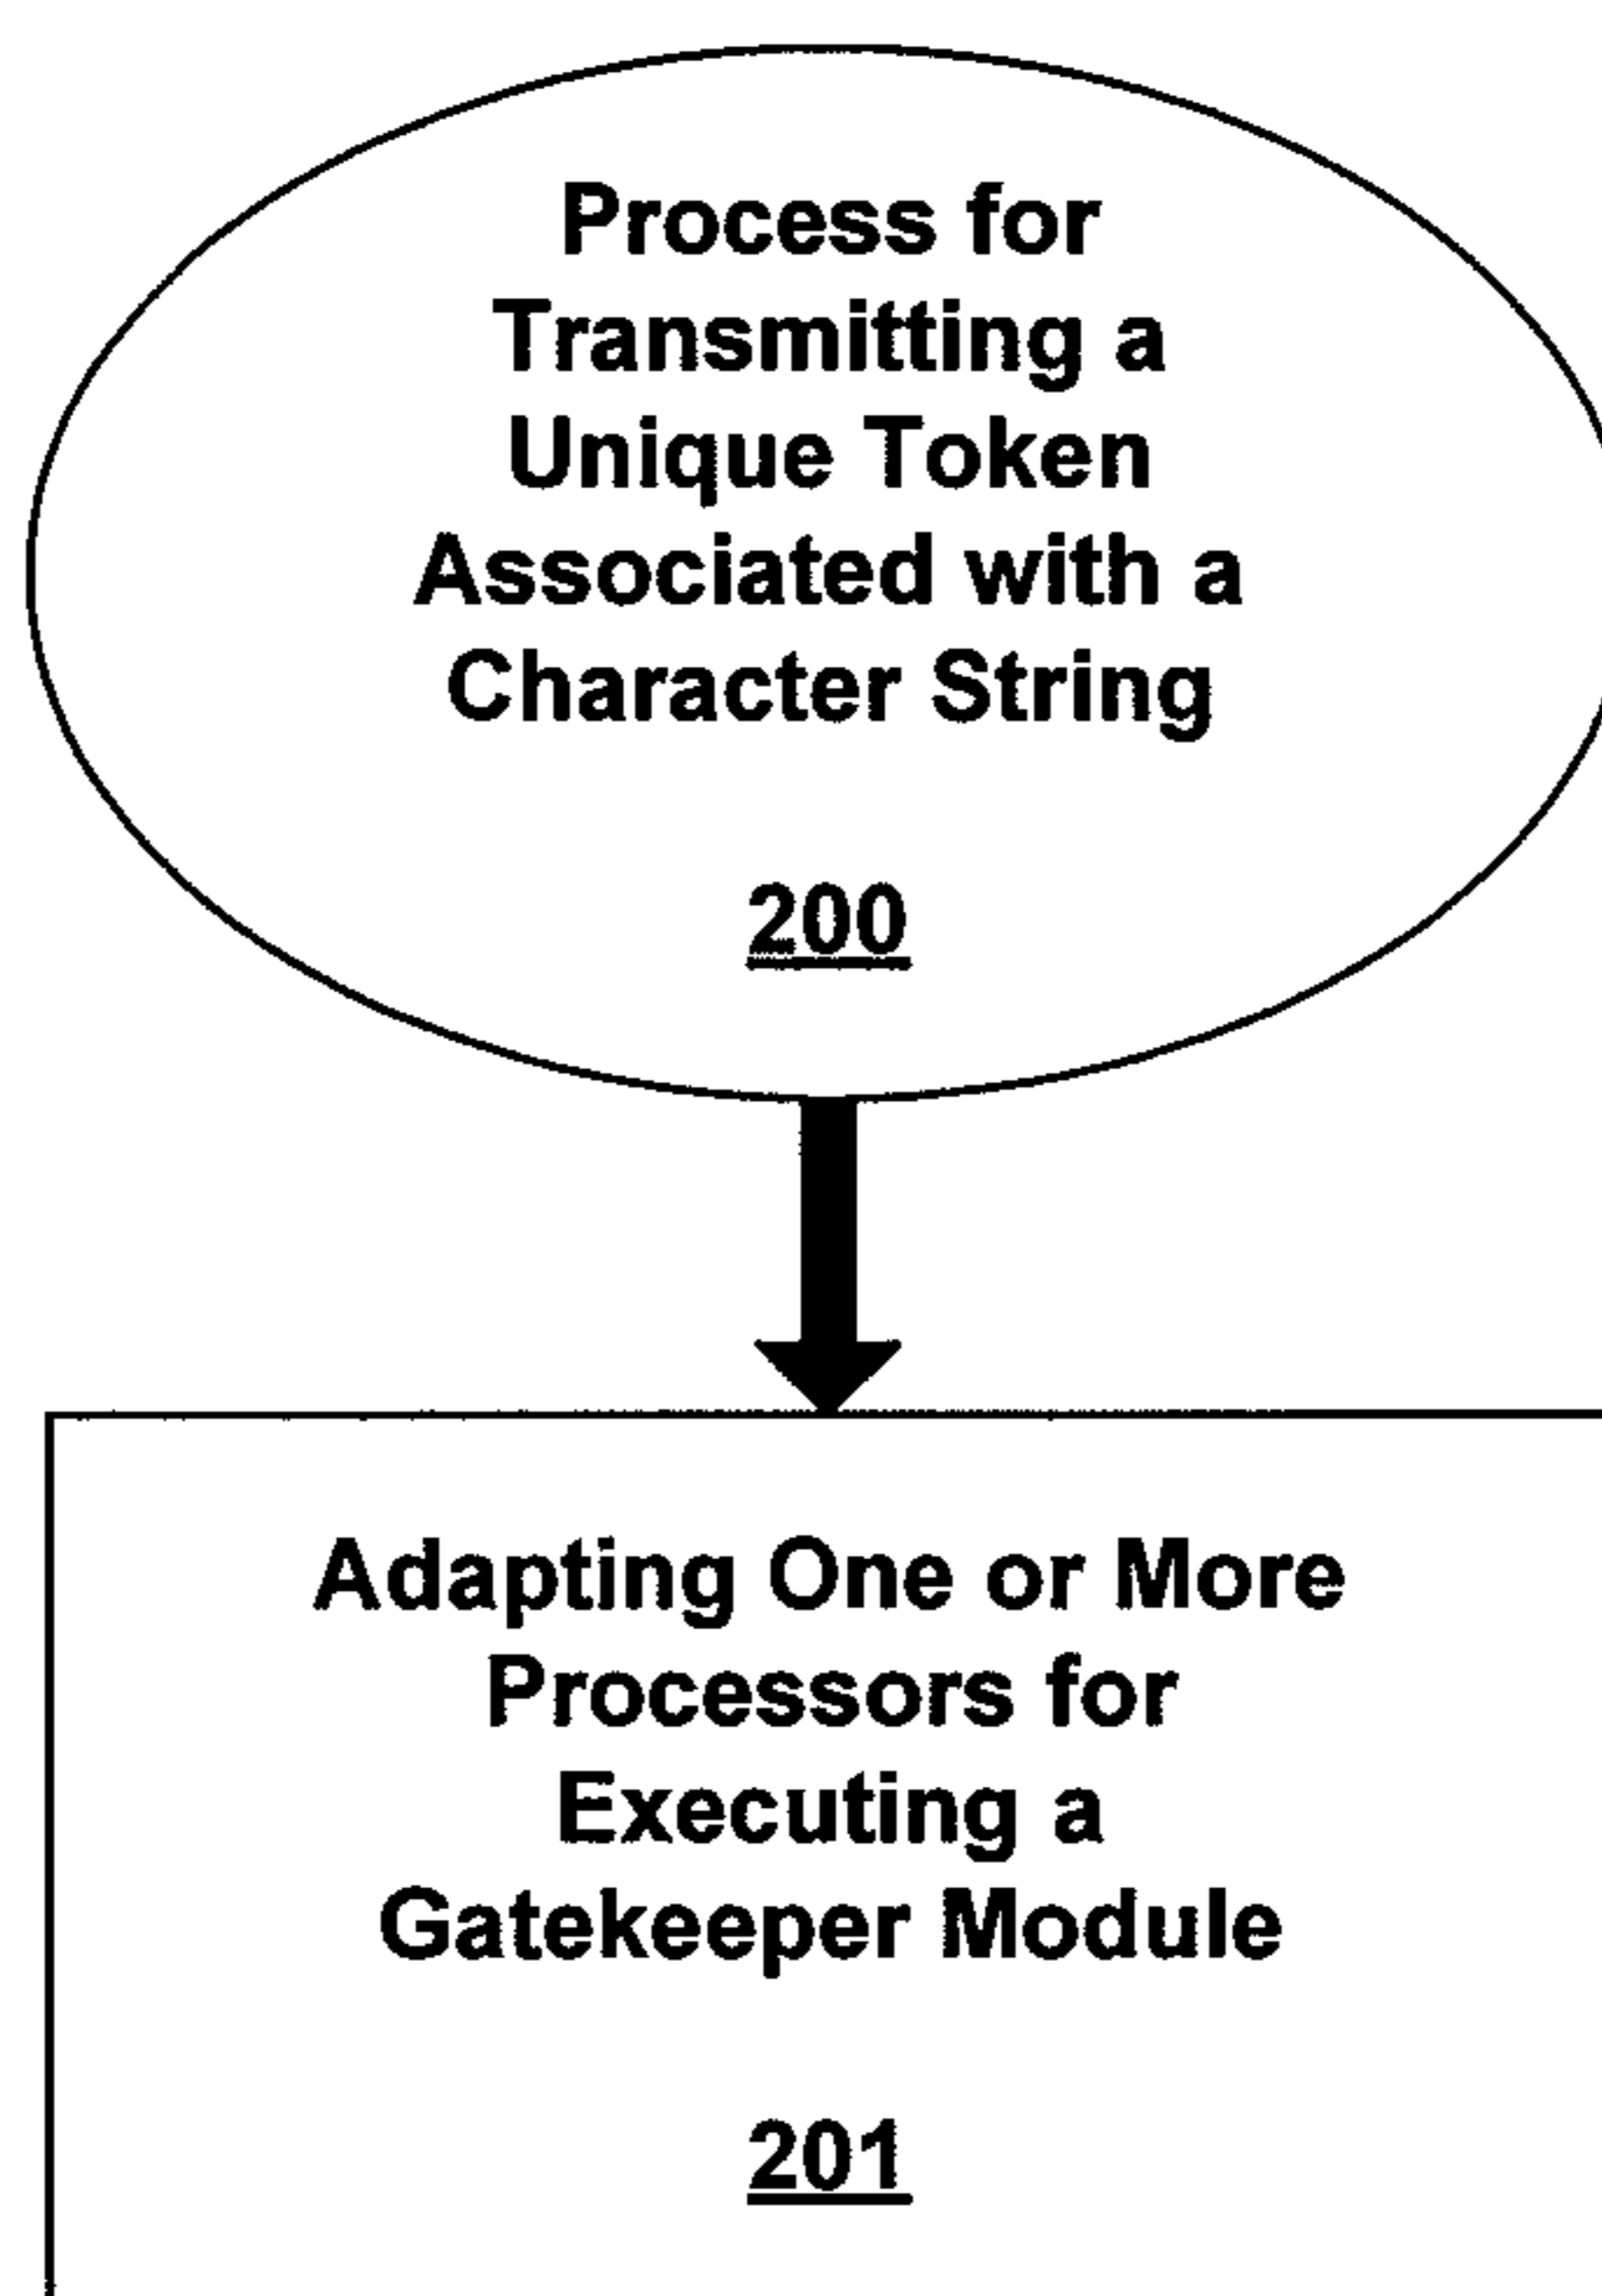 Process for
Transmitting a
Unique Token
Associated with a
Character String
200
Adapting One or More
Processors for
Executing a
Gatekeeper Module
201